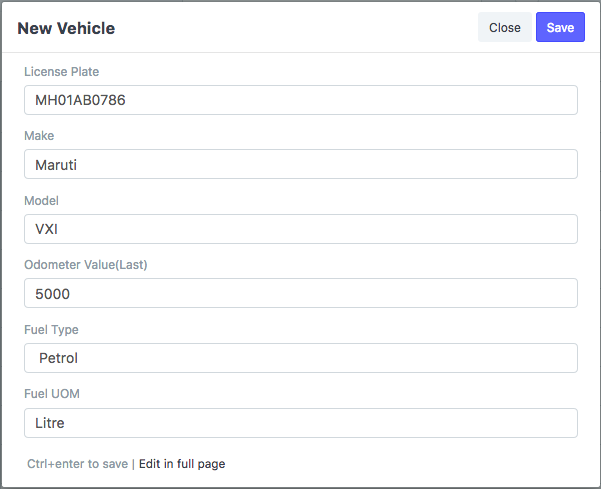 New Vehicle
Close
Save
License Plate
MH01AB0786
Make
Maruti
Model
VXI
Odometer Value(Last)
5000
Fuel Type
Petrol
Fuel UOM
Litre
Ctrl+enter to save | Edit in full page